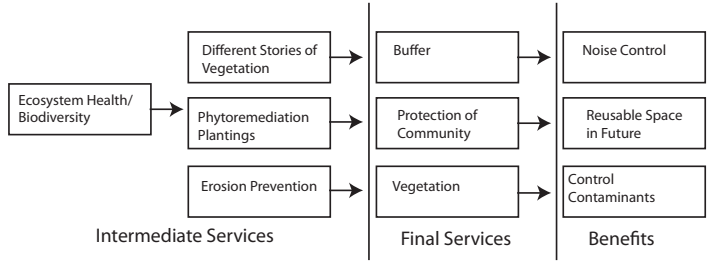 Different Stories of
Vegetation
Buffer
Noise Control
Ecosystem Health/
Biodiversity
Phytoremediation
Plantings
Protection of
Community
Reusable Space
in Future
Erosion Prevention
Vegetation
Control
Contaminants
Intermediate Services
Final Services
Benefits